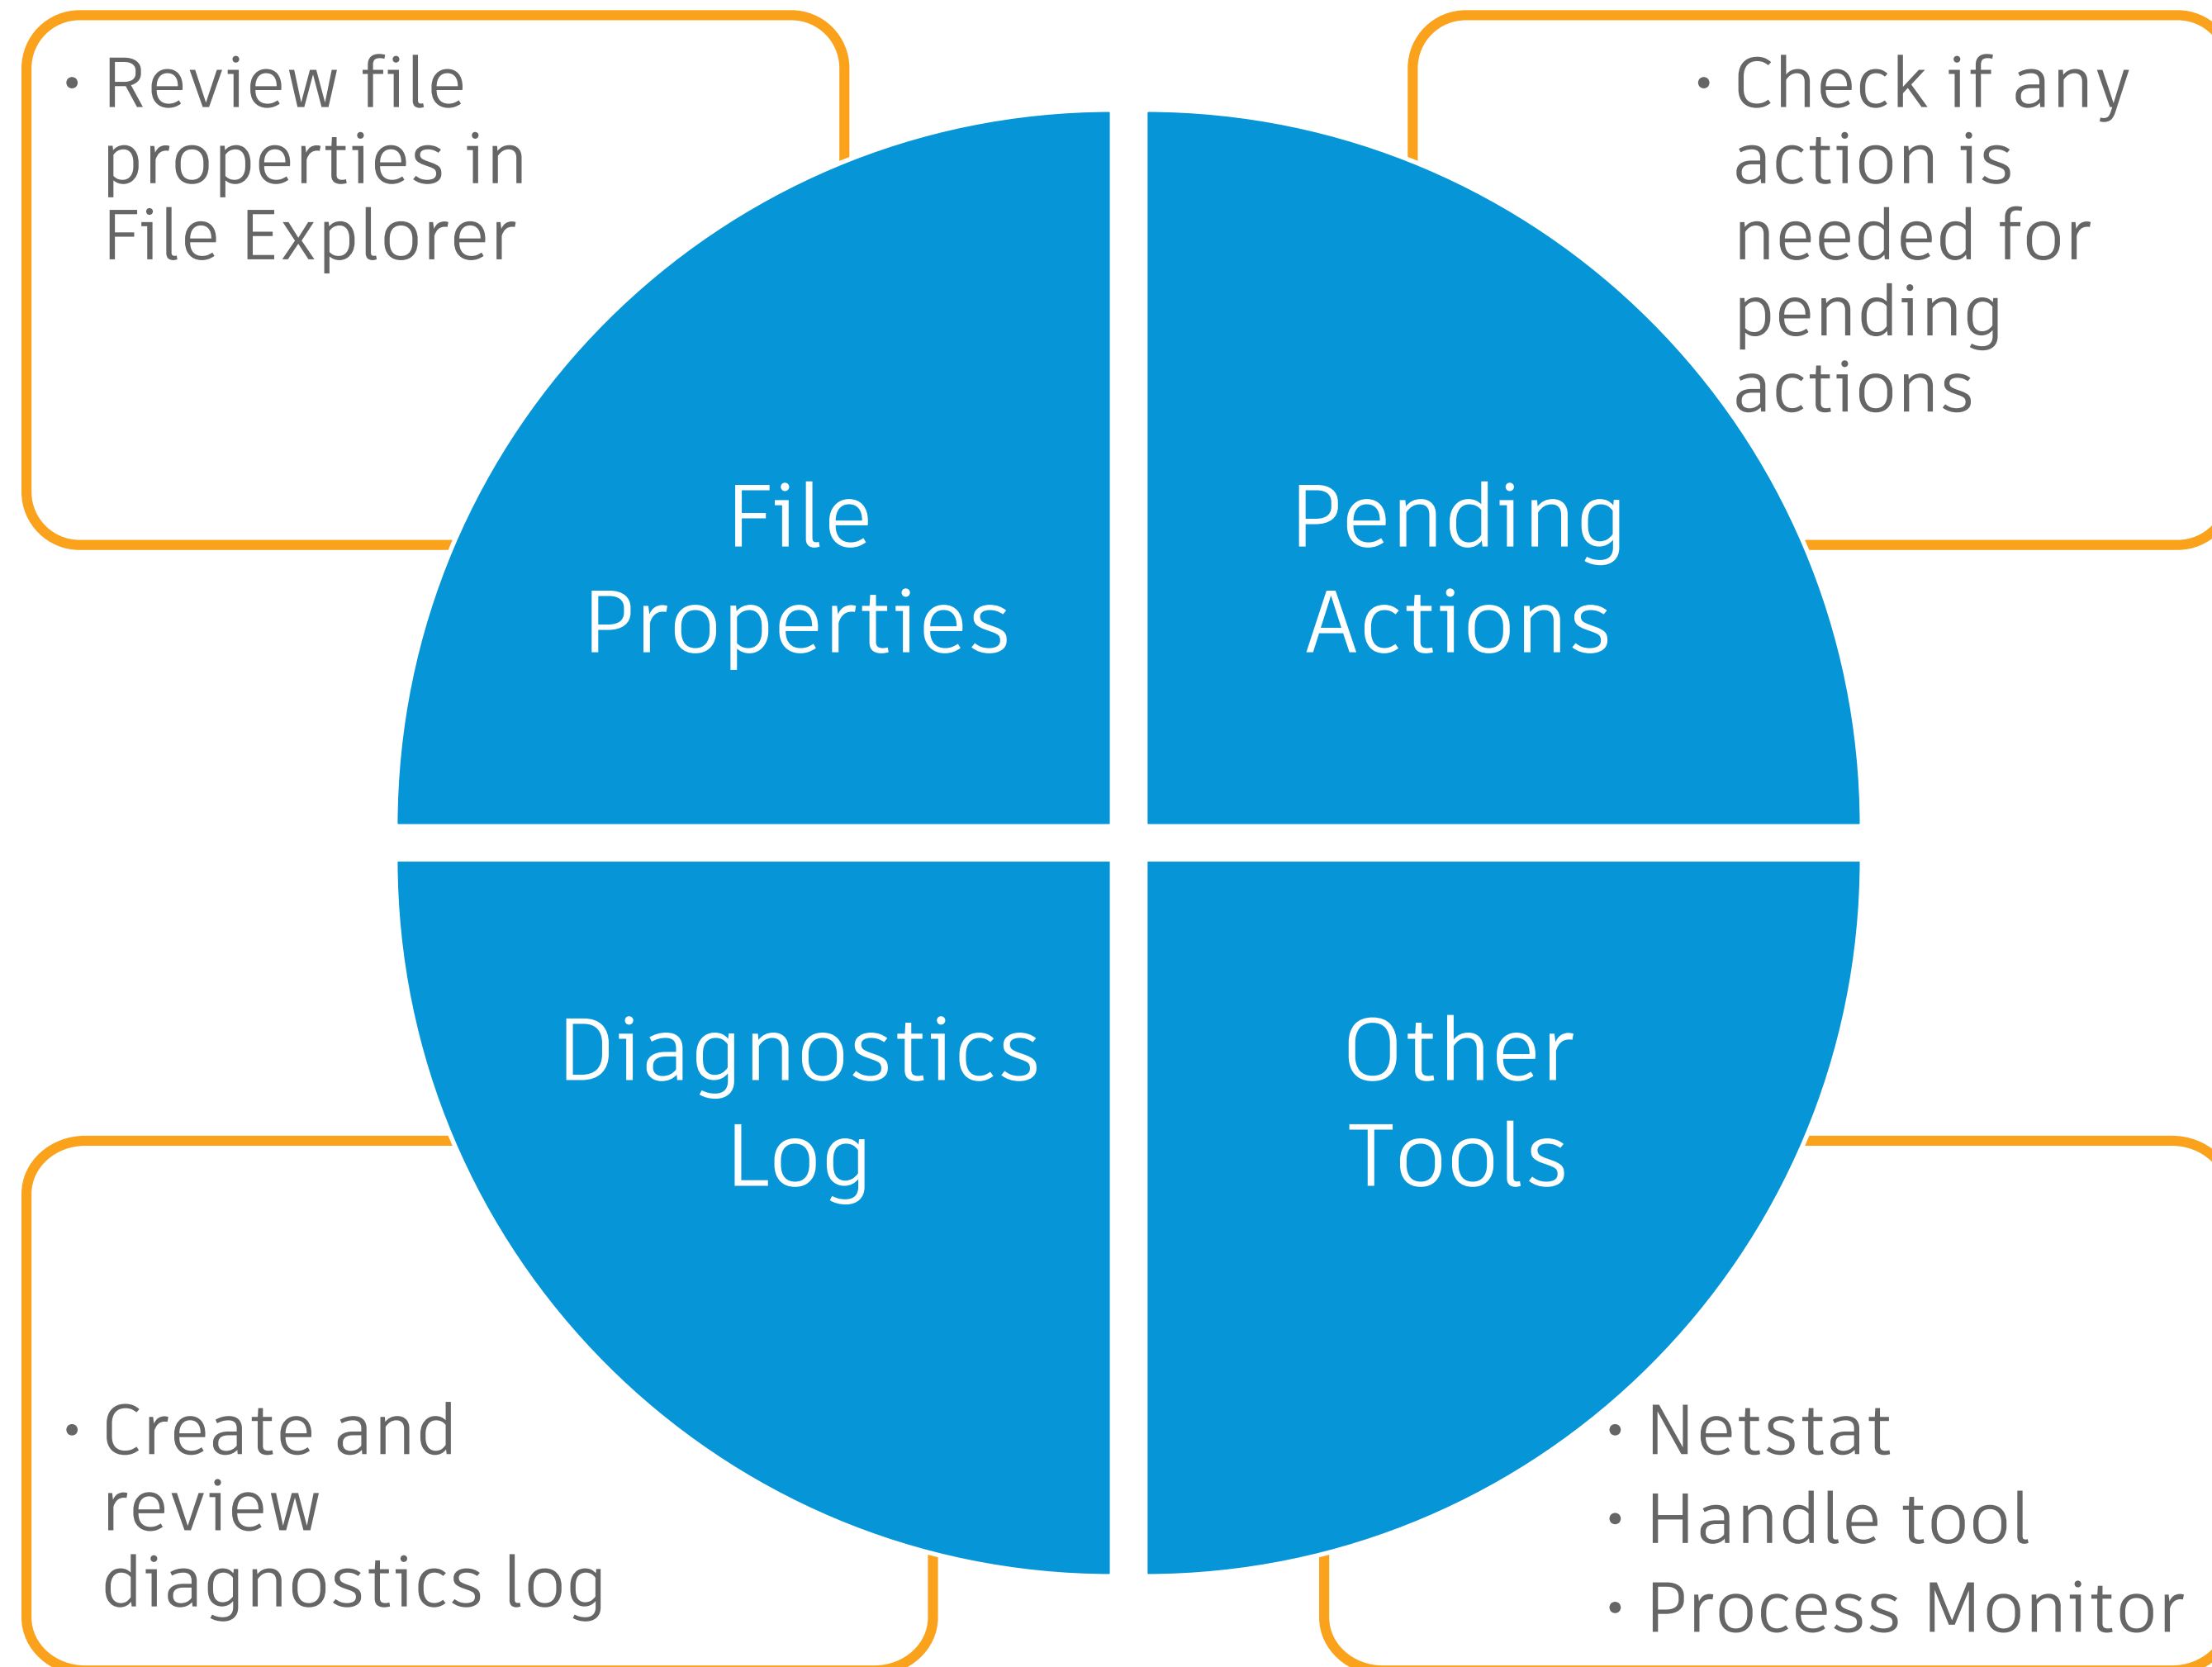 • Review file
properties in
File Explorer
• Check if any
action is
needed for
pending
actions
File
Properties
Pending
Actions
Diagnostics
Log
Other
Tools
• Create and
review
diagnostics log
• Netstat
• Handle tool
• Process Monitor